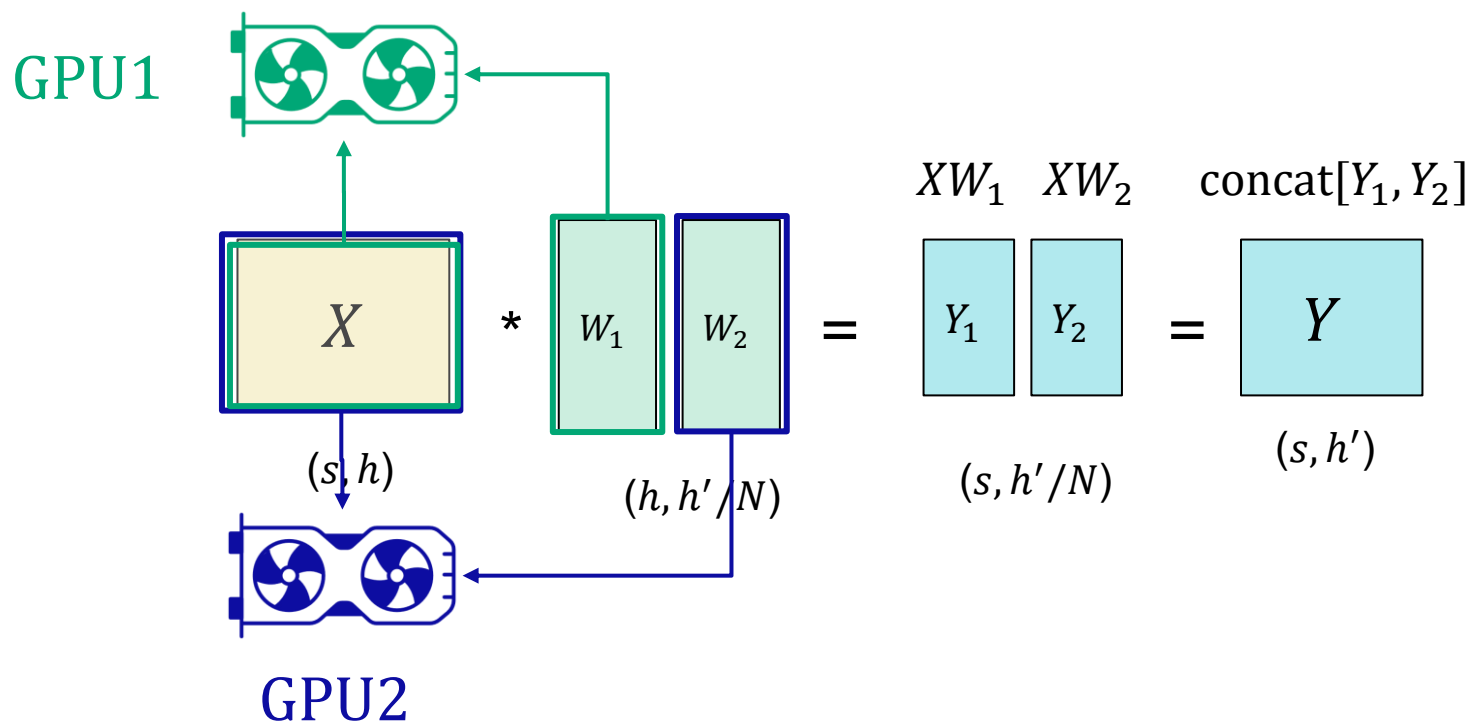 GPU1
XW₁ XW₂ concat[Y₁, Y₂]
X * W₁ W₂ = Y₁ Y₂ = Y
(s, h) (h, h′/N) (s, h′/N) (s, h′)
GPU2